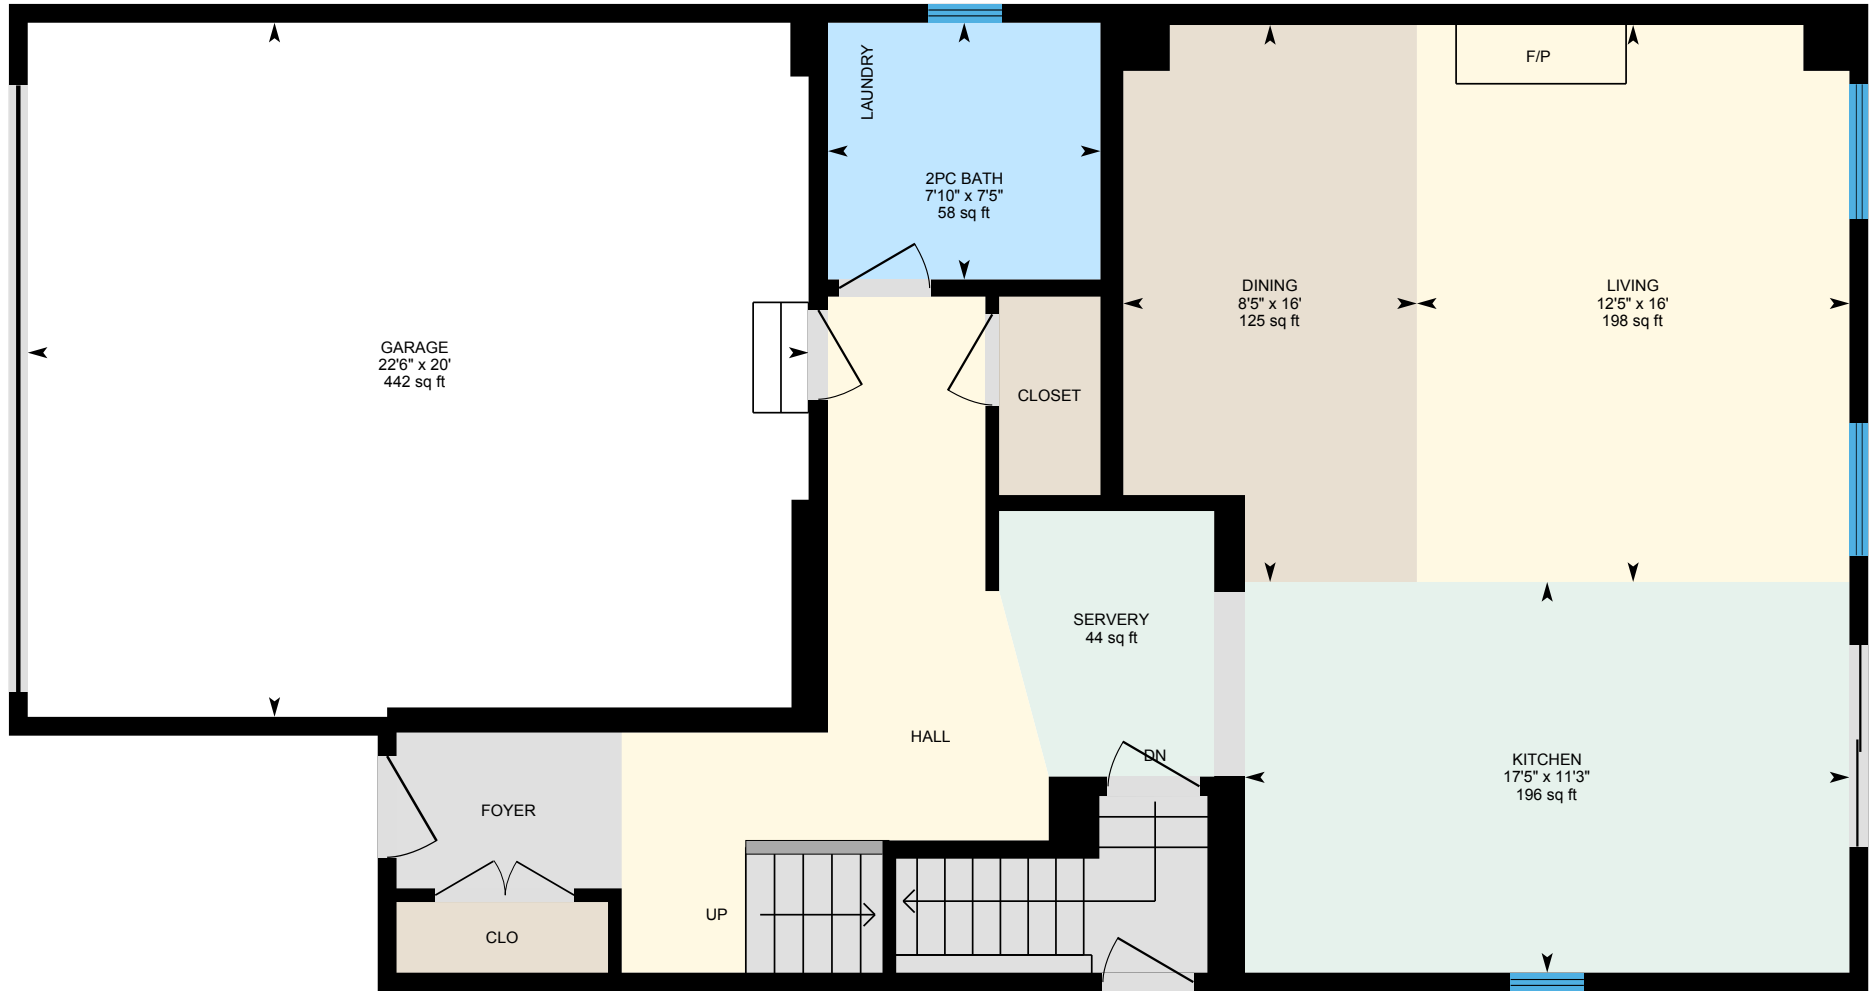 LAUNDRY
F/P
2PC BATH
7'10" x 7'5"
58 sq ft
DINING
8'5" x 16'
125 sq ft
LIVING
12'5" x 16'
198 sq ft
GARAGE
22'6" x 20'
442 sq ft
CLOSET
SERVERY
44 sq ft
HALL
DN
KITCHEN
17'5" x 11'3"
196 sq ft
FOYER
UP
CLO